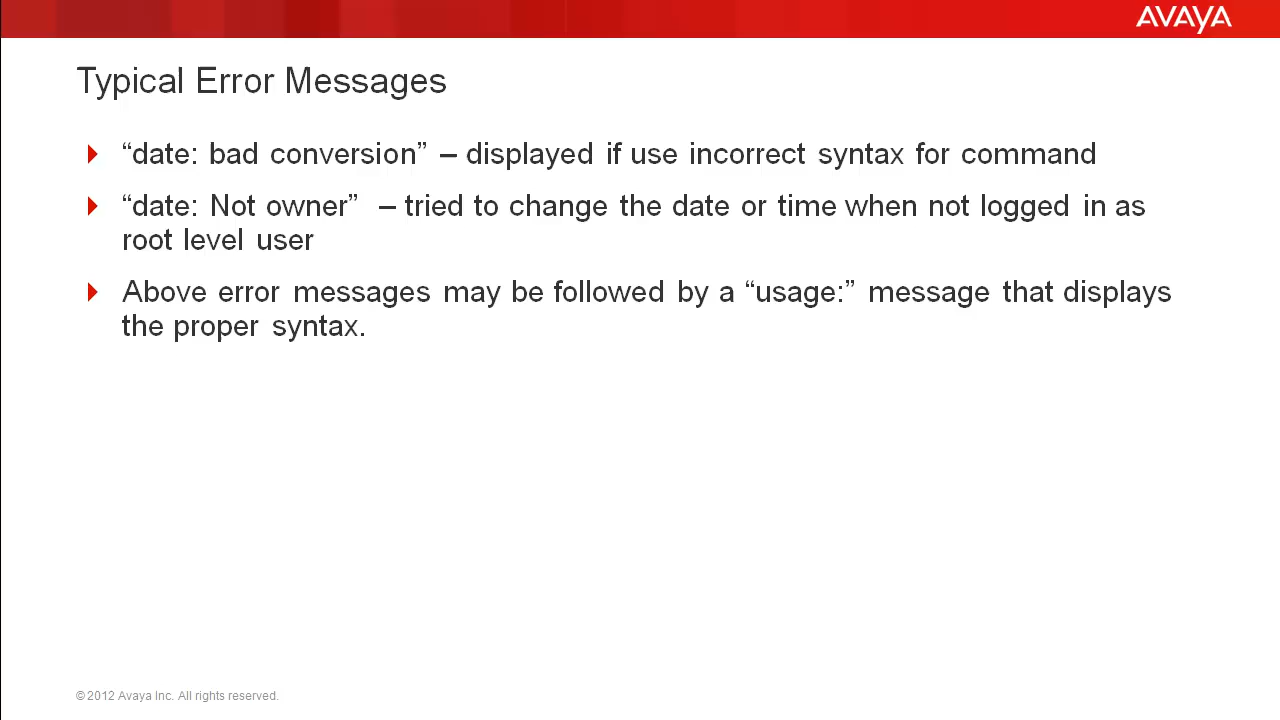 AVAYA
Typical Error Messages
“date: bad conversion” – displayed if use incorrect syntax for command
“date: Not owner” – tried to change the date or time when not logged in as
root level user
Above error messages may be followed by a “usage:” message that displays
the proper syntax.
© 2012 Avaya Inc. All rights reserved.